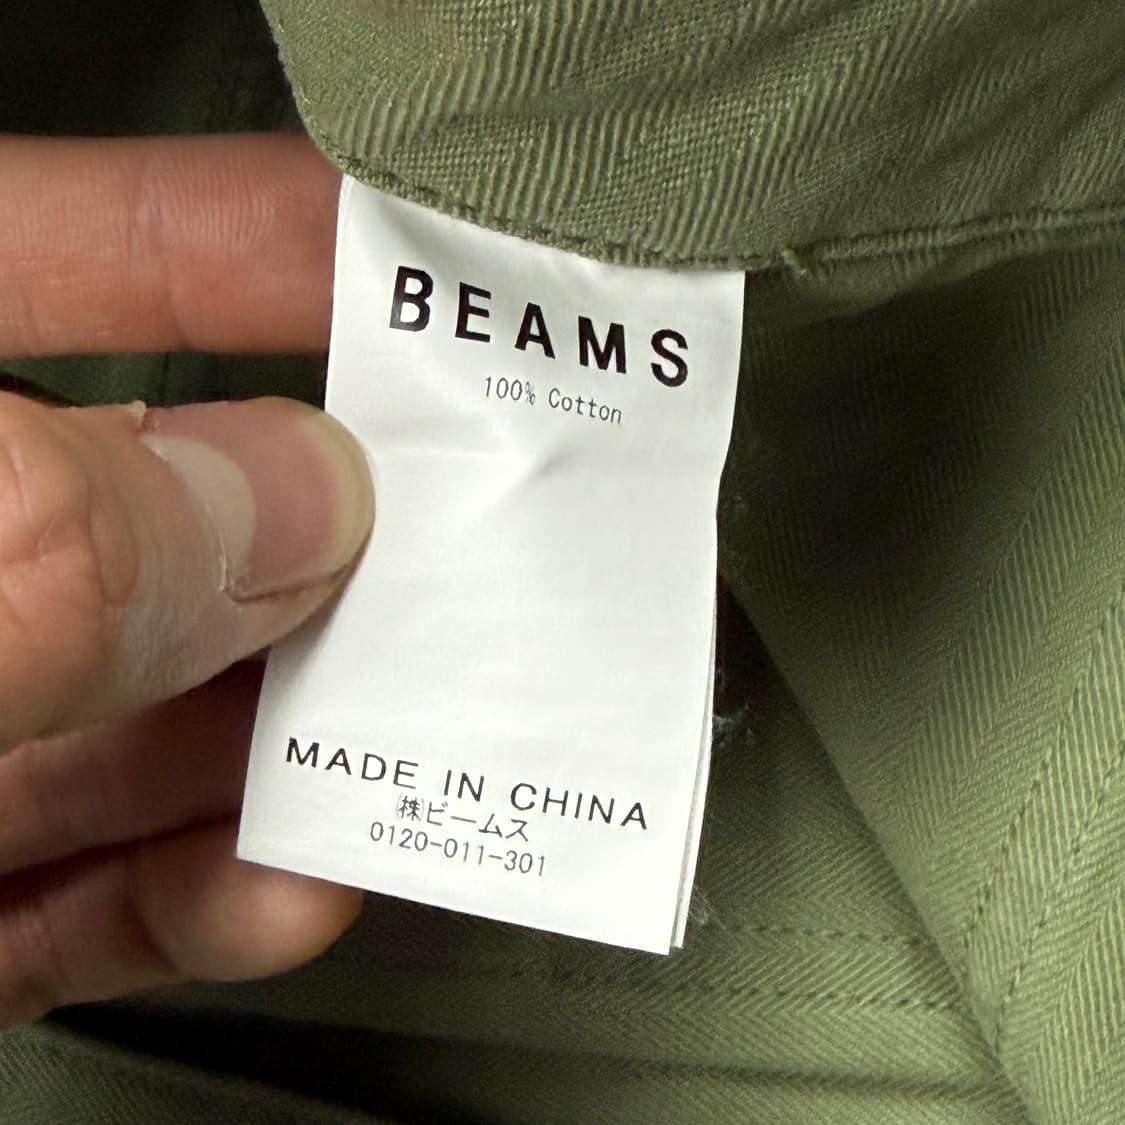 BEAMS
100% Cotton
MADE IN CHINA
㈱ビームス
0120-011-301